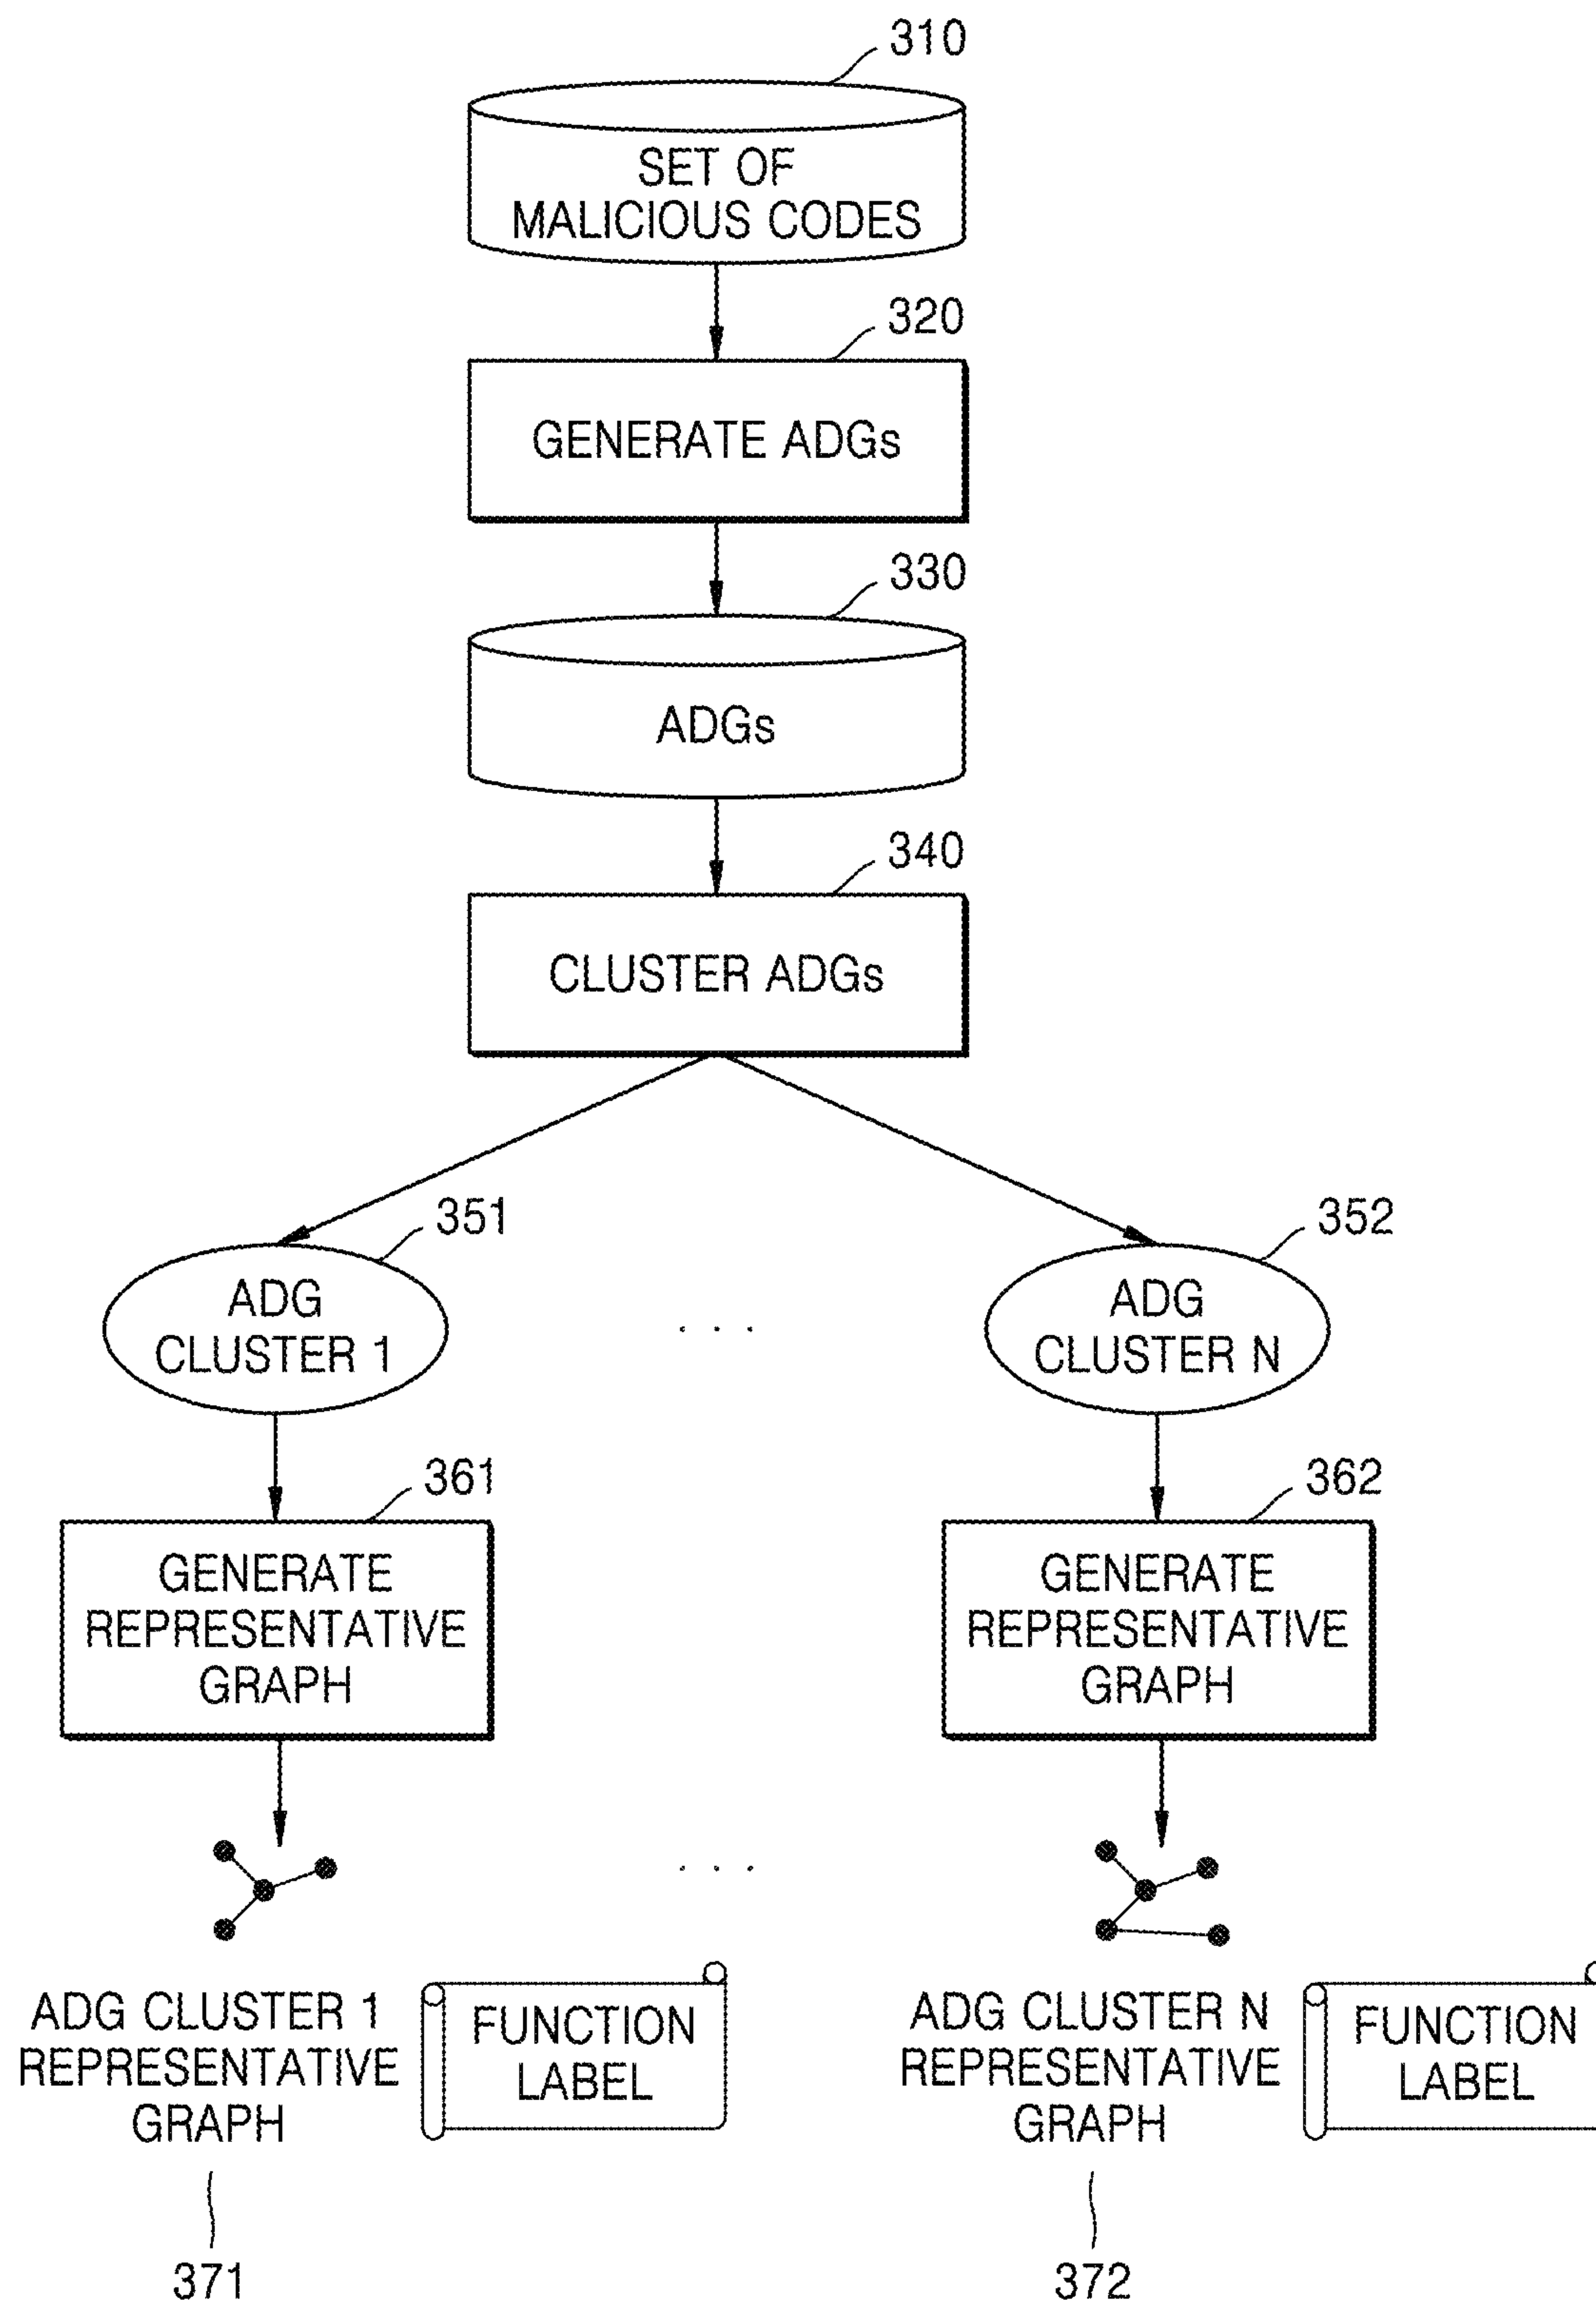 310
SET OF
MALICIOUS CODES
320
GENERATE ADGs
330
ADGs
340
CLUSTER ADGs
351
352
ADG
CLUSTER 1
. . .
ADG
CLUSTER N
361
362
GENERATE
REPRESENTATIVE
GRAPH
GENERATE
REPRESENTATIVE
GRAPH
. . .
ADG CLUSTER 1
REPRESENTATIVE
GRAPH
FUNCTION
LABEL
ADG CLUSTER N
REPRESENTATIVE
GRAPH
FUNCTION
LABEL
371
372